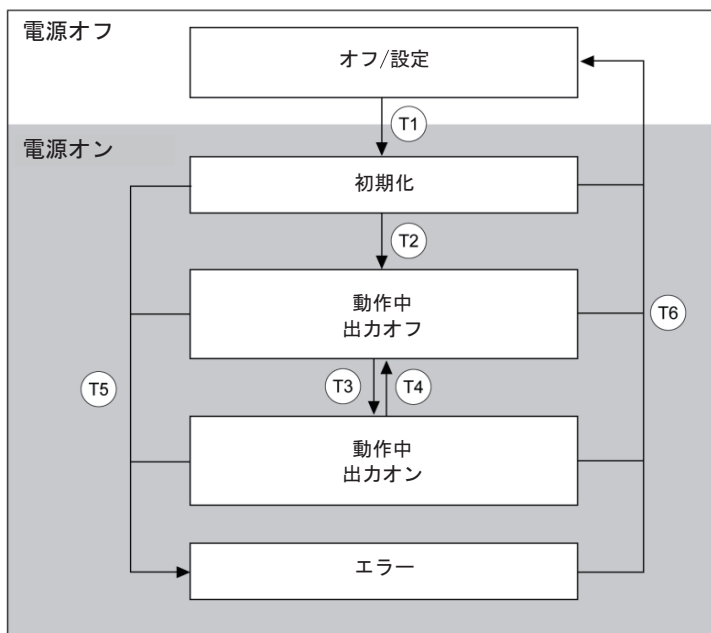 電源オフ
オフ/設定
T1
電源オン
初期化
T2
動作中
出力オフ
T6
T3
T4
T5
動作中
出力オン
エラー